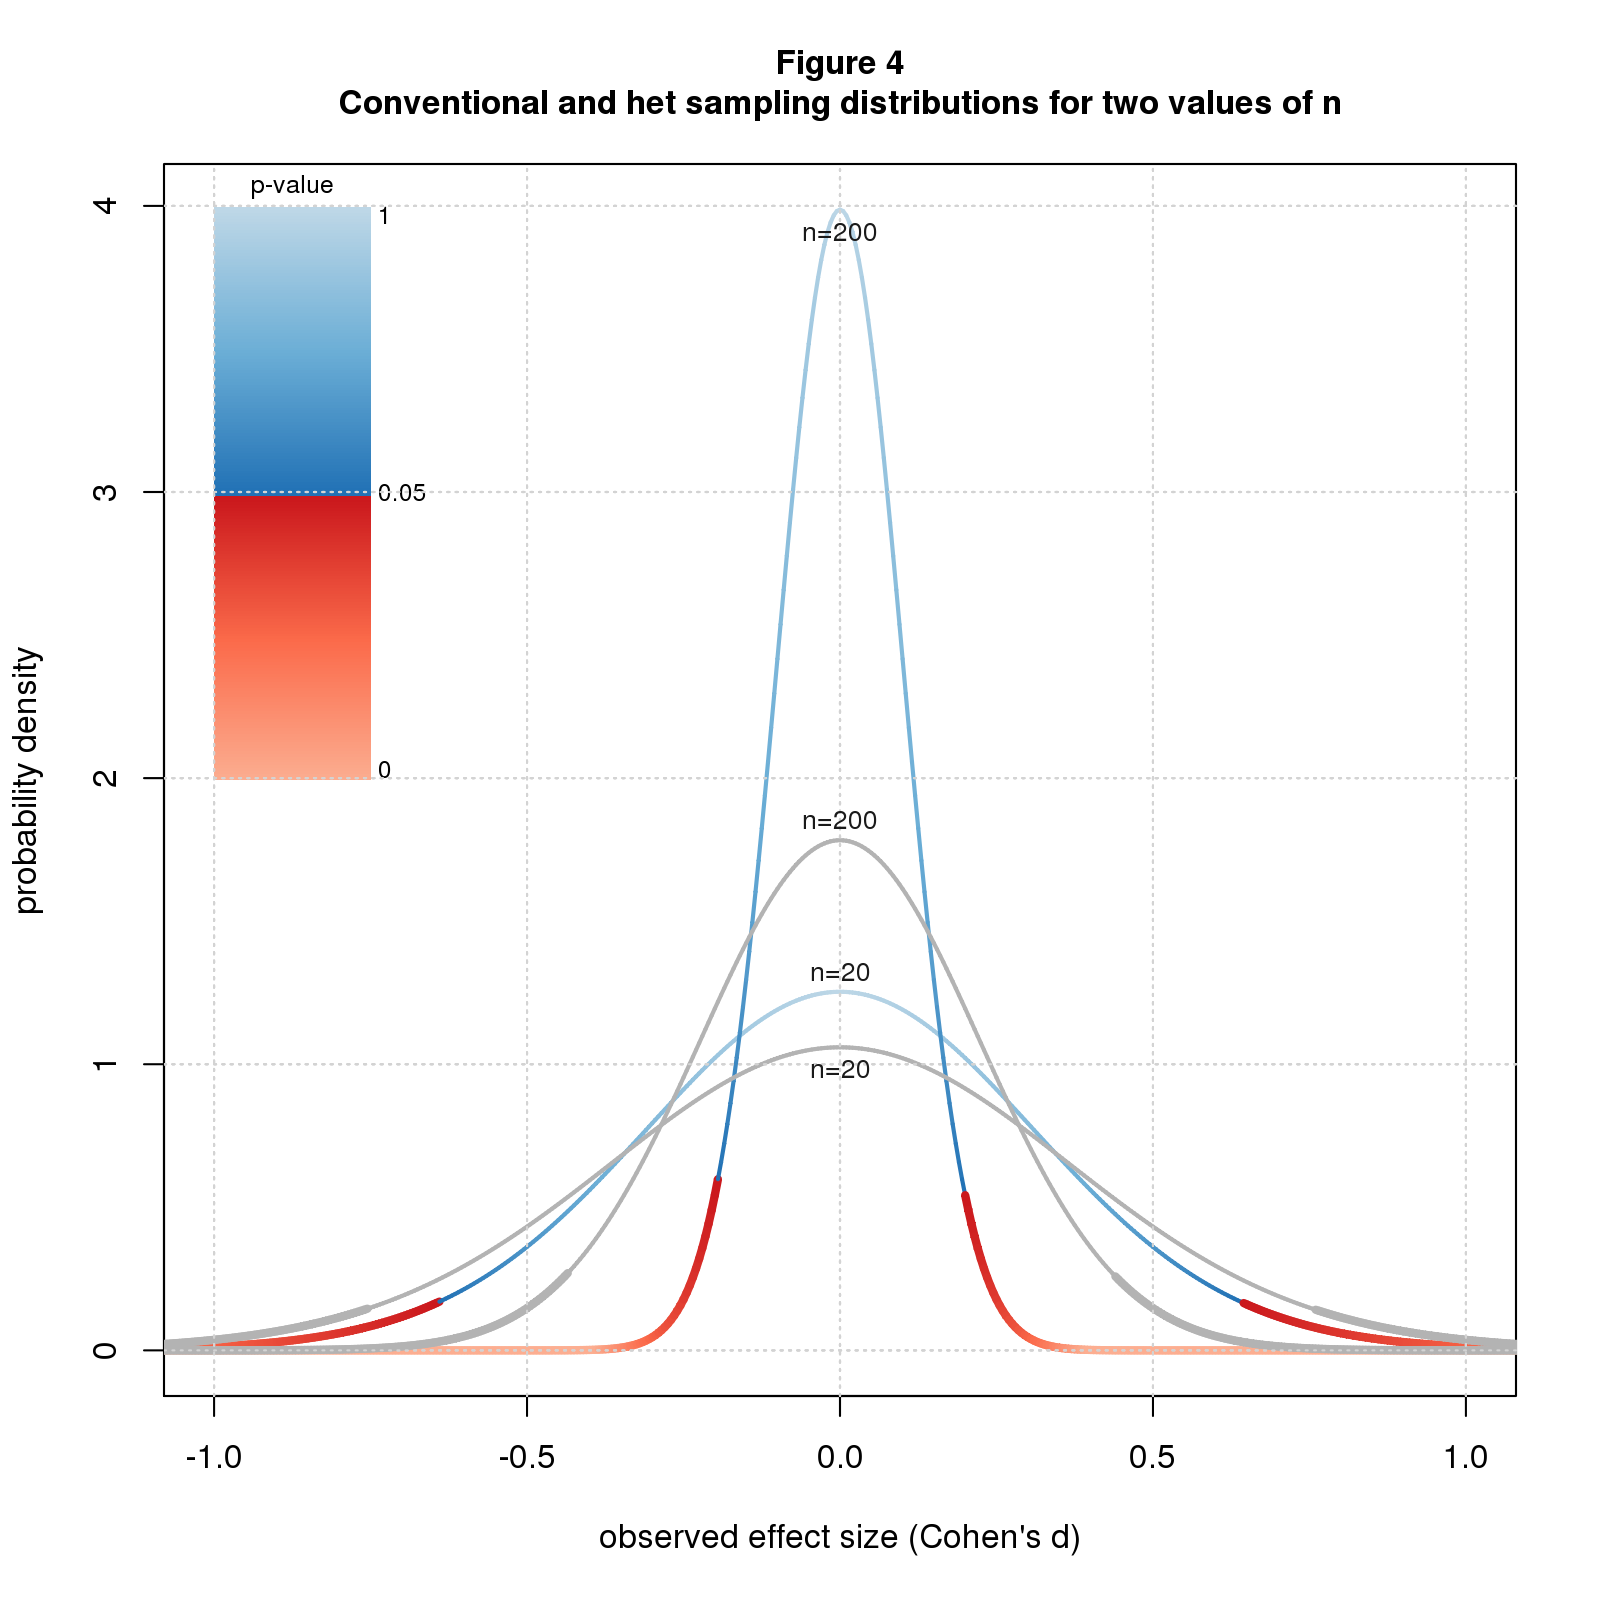 Figure 4
Conventional and het sampling distributions for two values of n
p-value
1
0.05
0
n=200
n=200
n=20
n=20
probability density
4
3
2
1
0
-1.0 -0.5 0.0 0.5 1.0
observed effect size (Cohen's d)